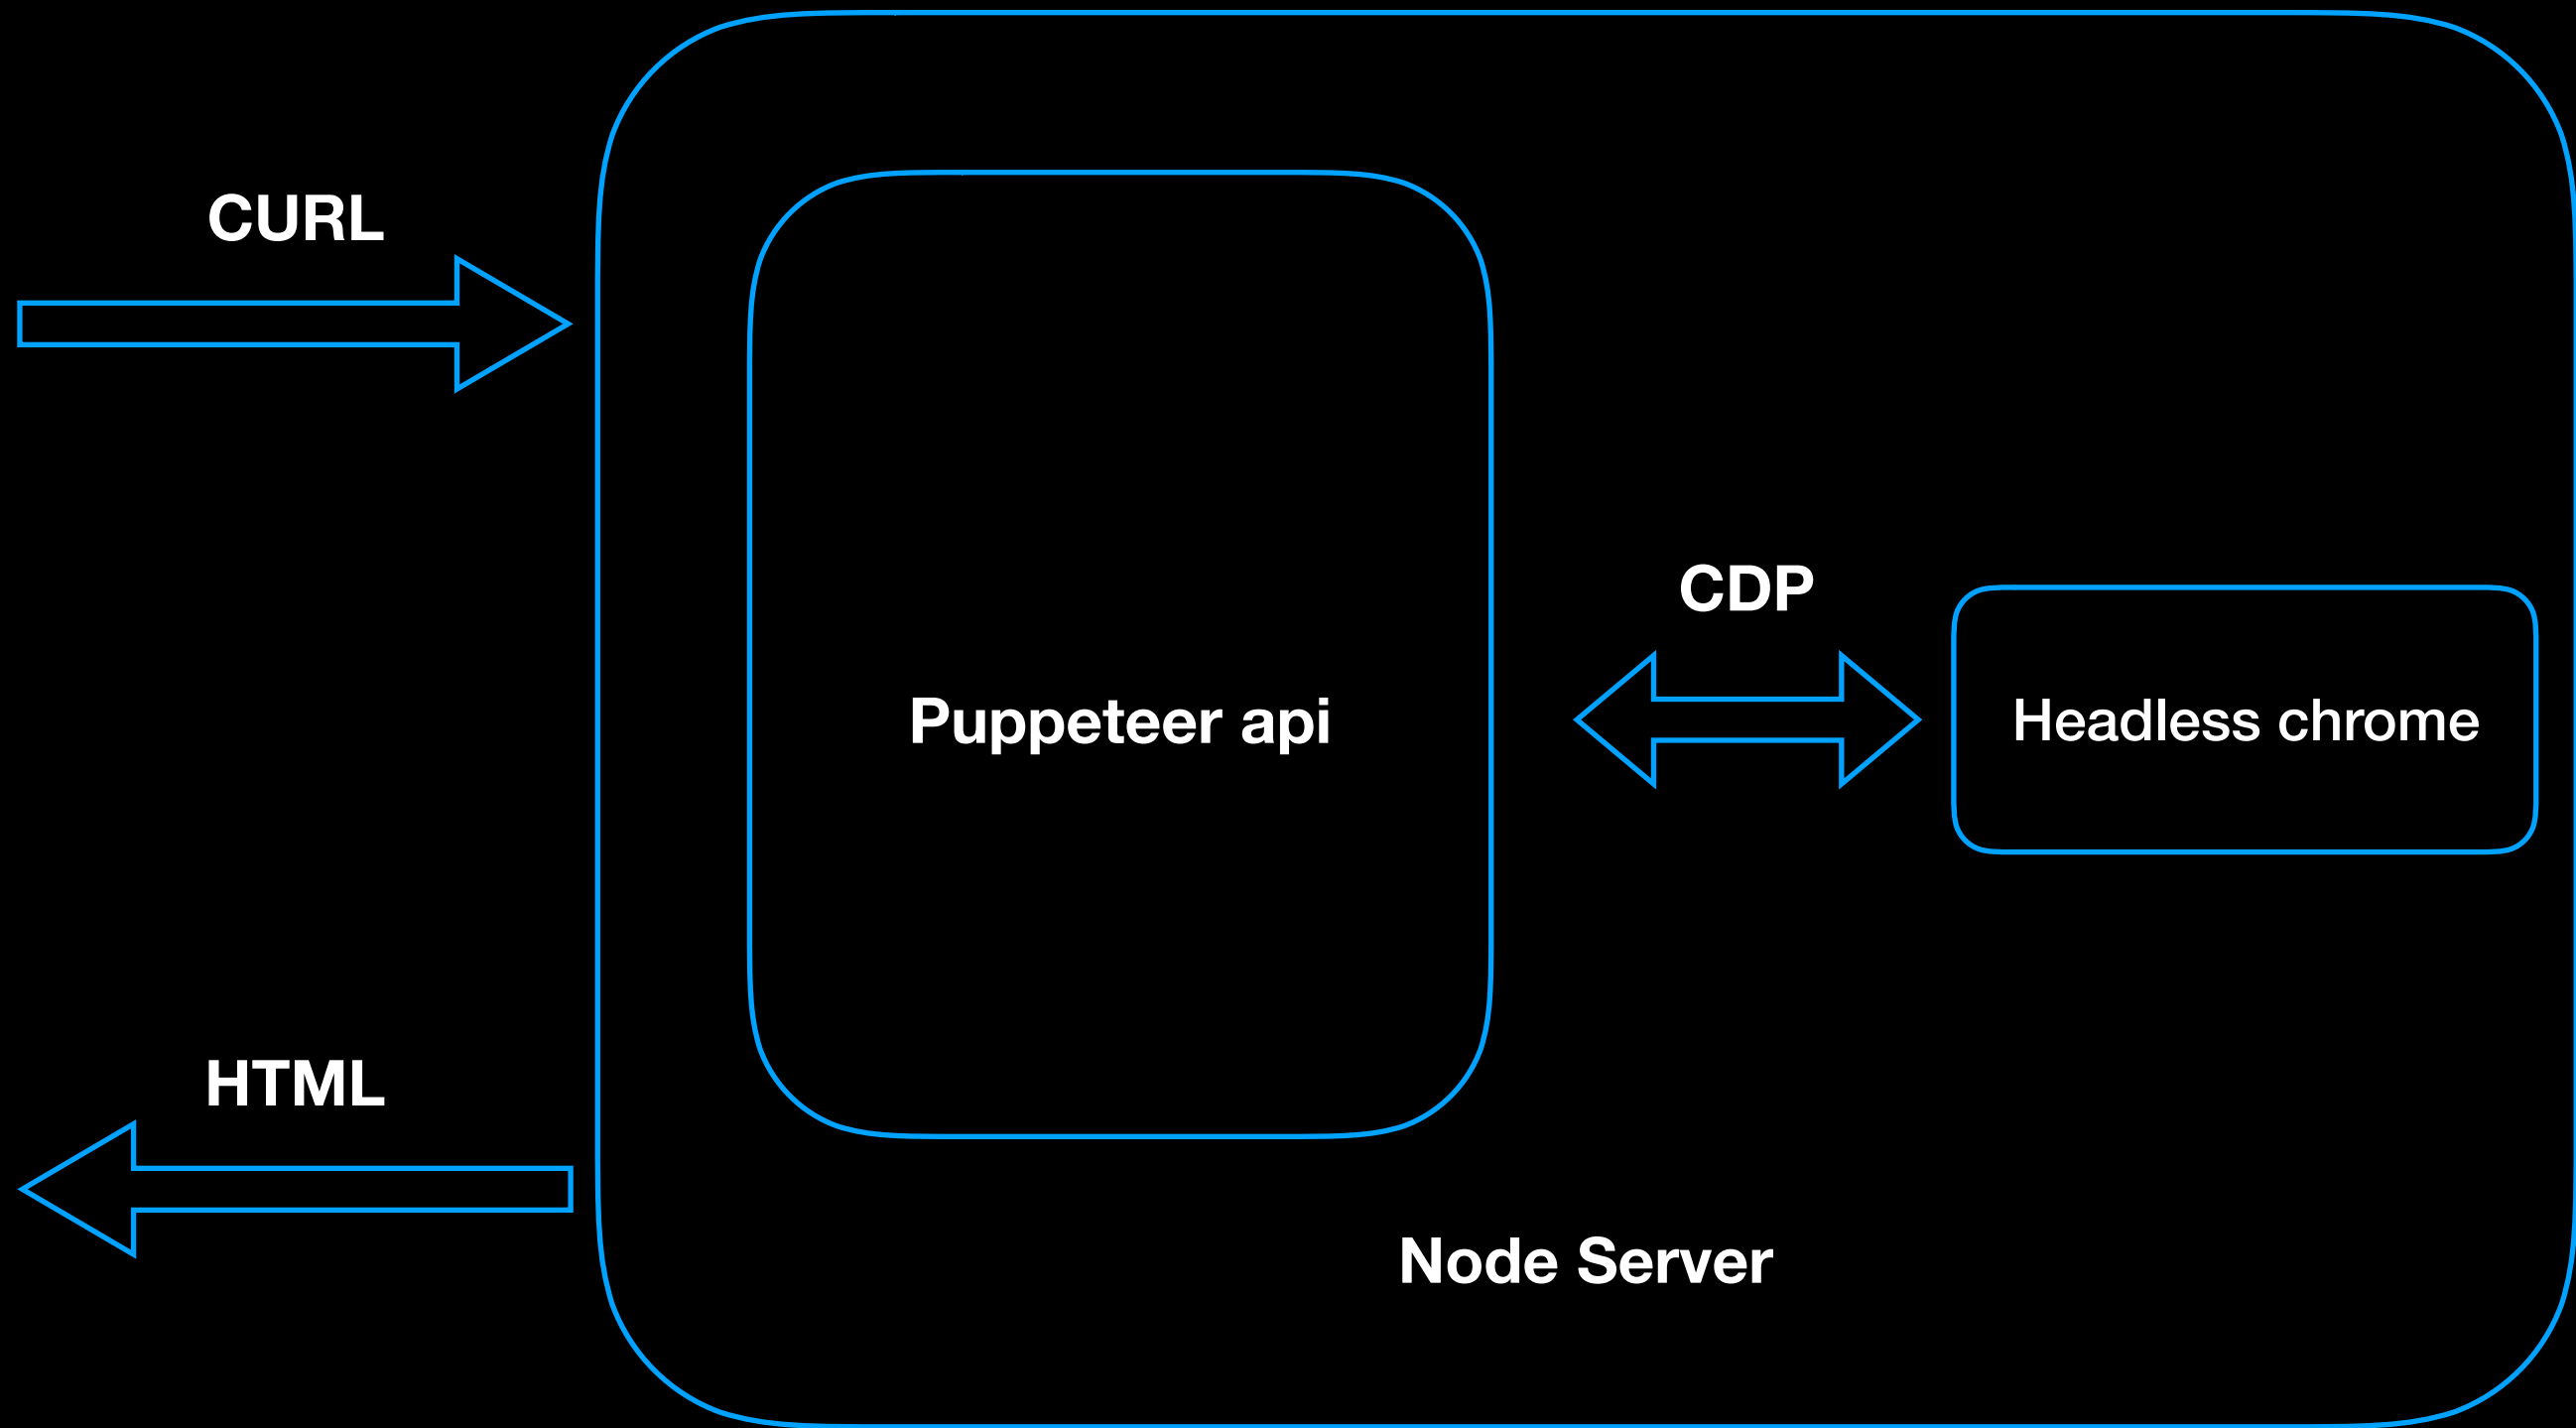 CURL
CDP
Puppeteer api
Headless chrome
HTML
Node Server